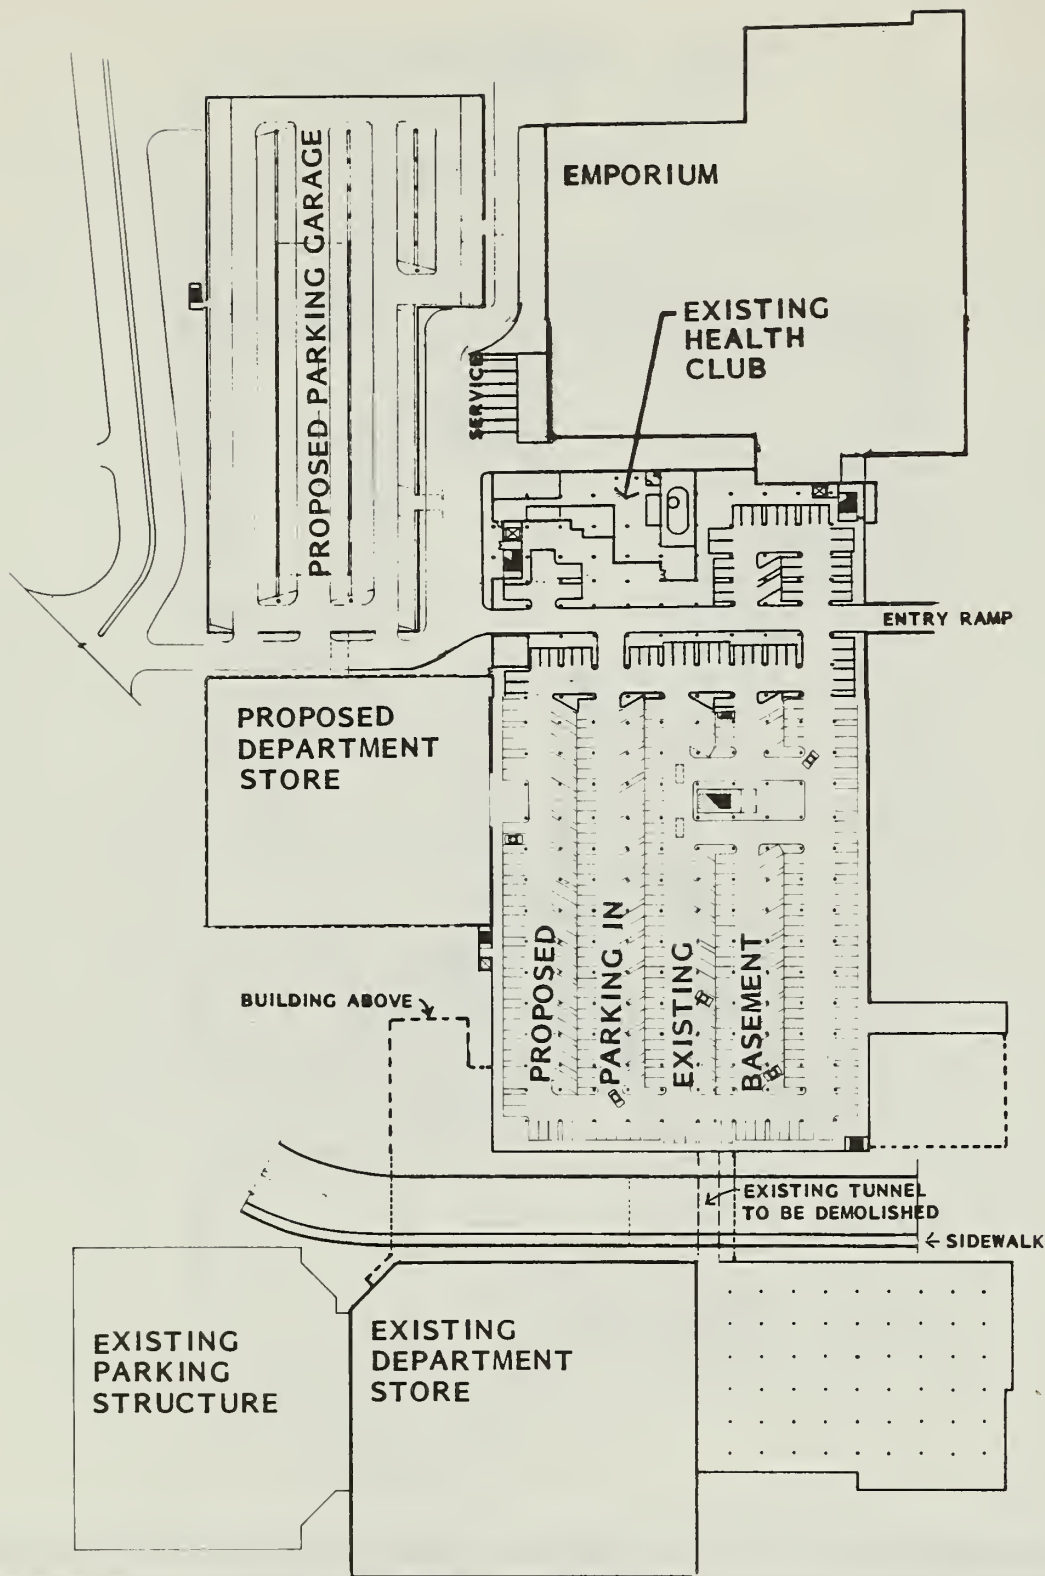 EMPORIUM
PROPOSED PARKING GARAGE
EXISTING
HEALTH
CLUB
SERVICE
ENTRY RAMP
PROPOSED
DEPARTMENT
STORE
PROPOSED
PARKING IN
EXISTING
BASEMENT
BUILDING ABOVE
EXISTING TUNNEL
TO BE DEMOLISHED
SIDEWALK
EXISTING
PARKING
STRUCTURE
EXISTING
DEPARTMENT
STORE